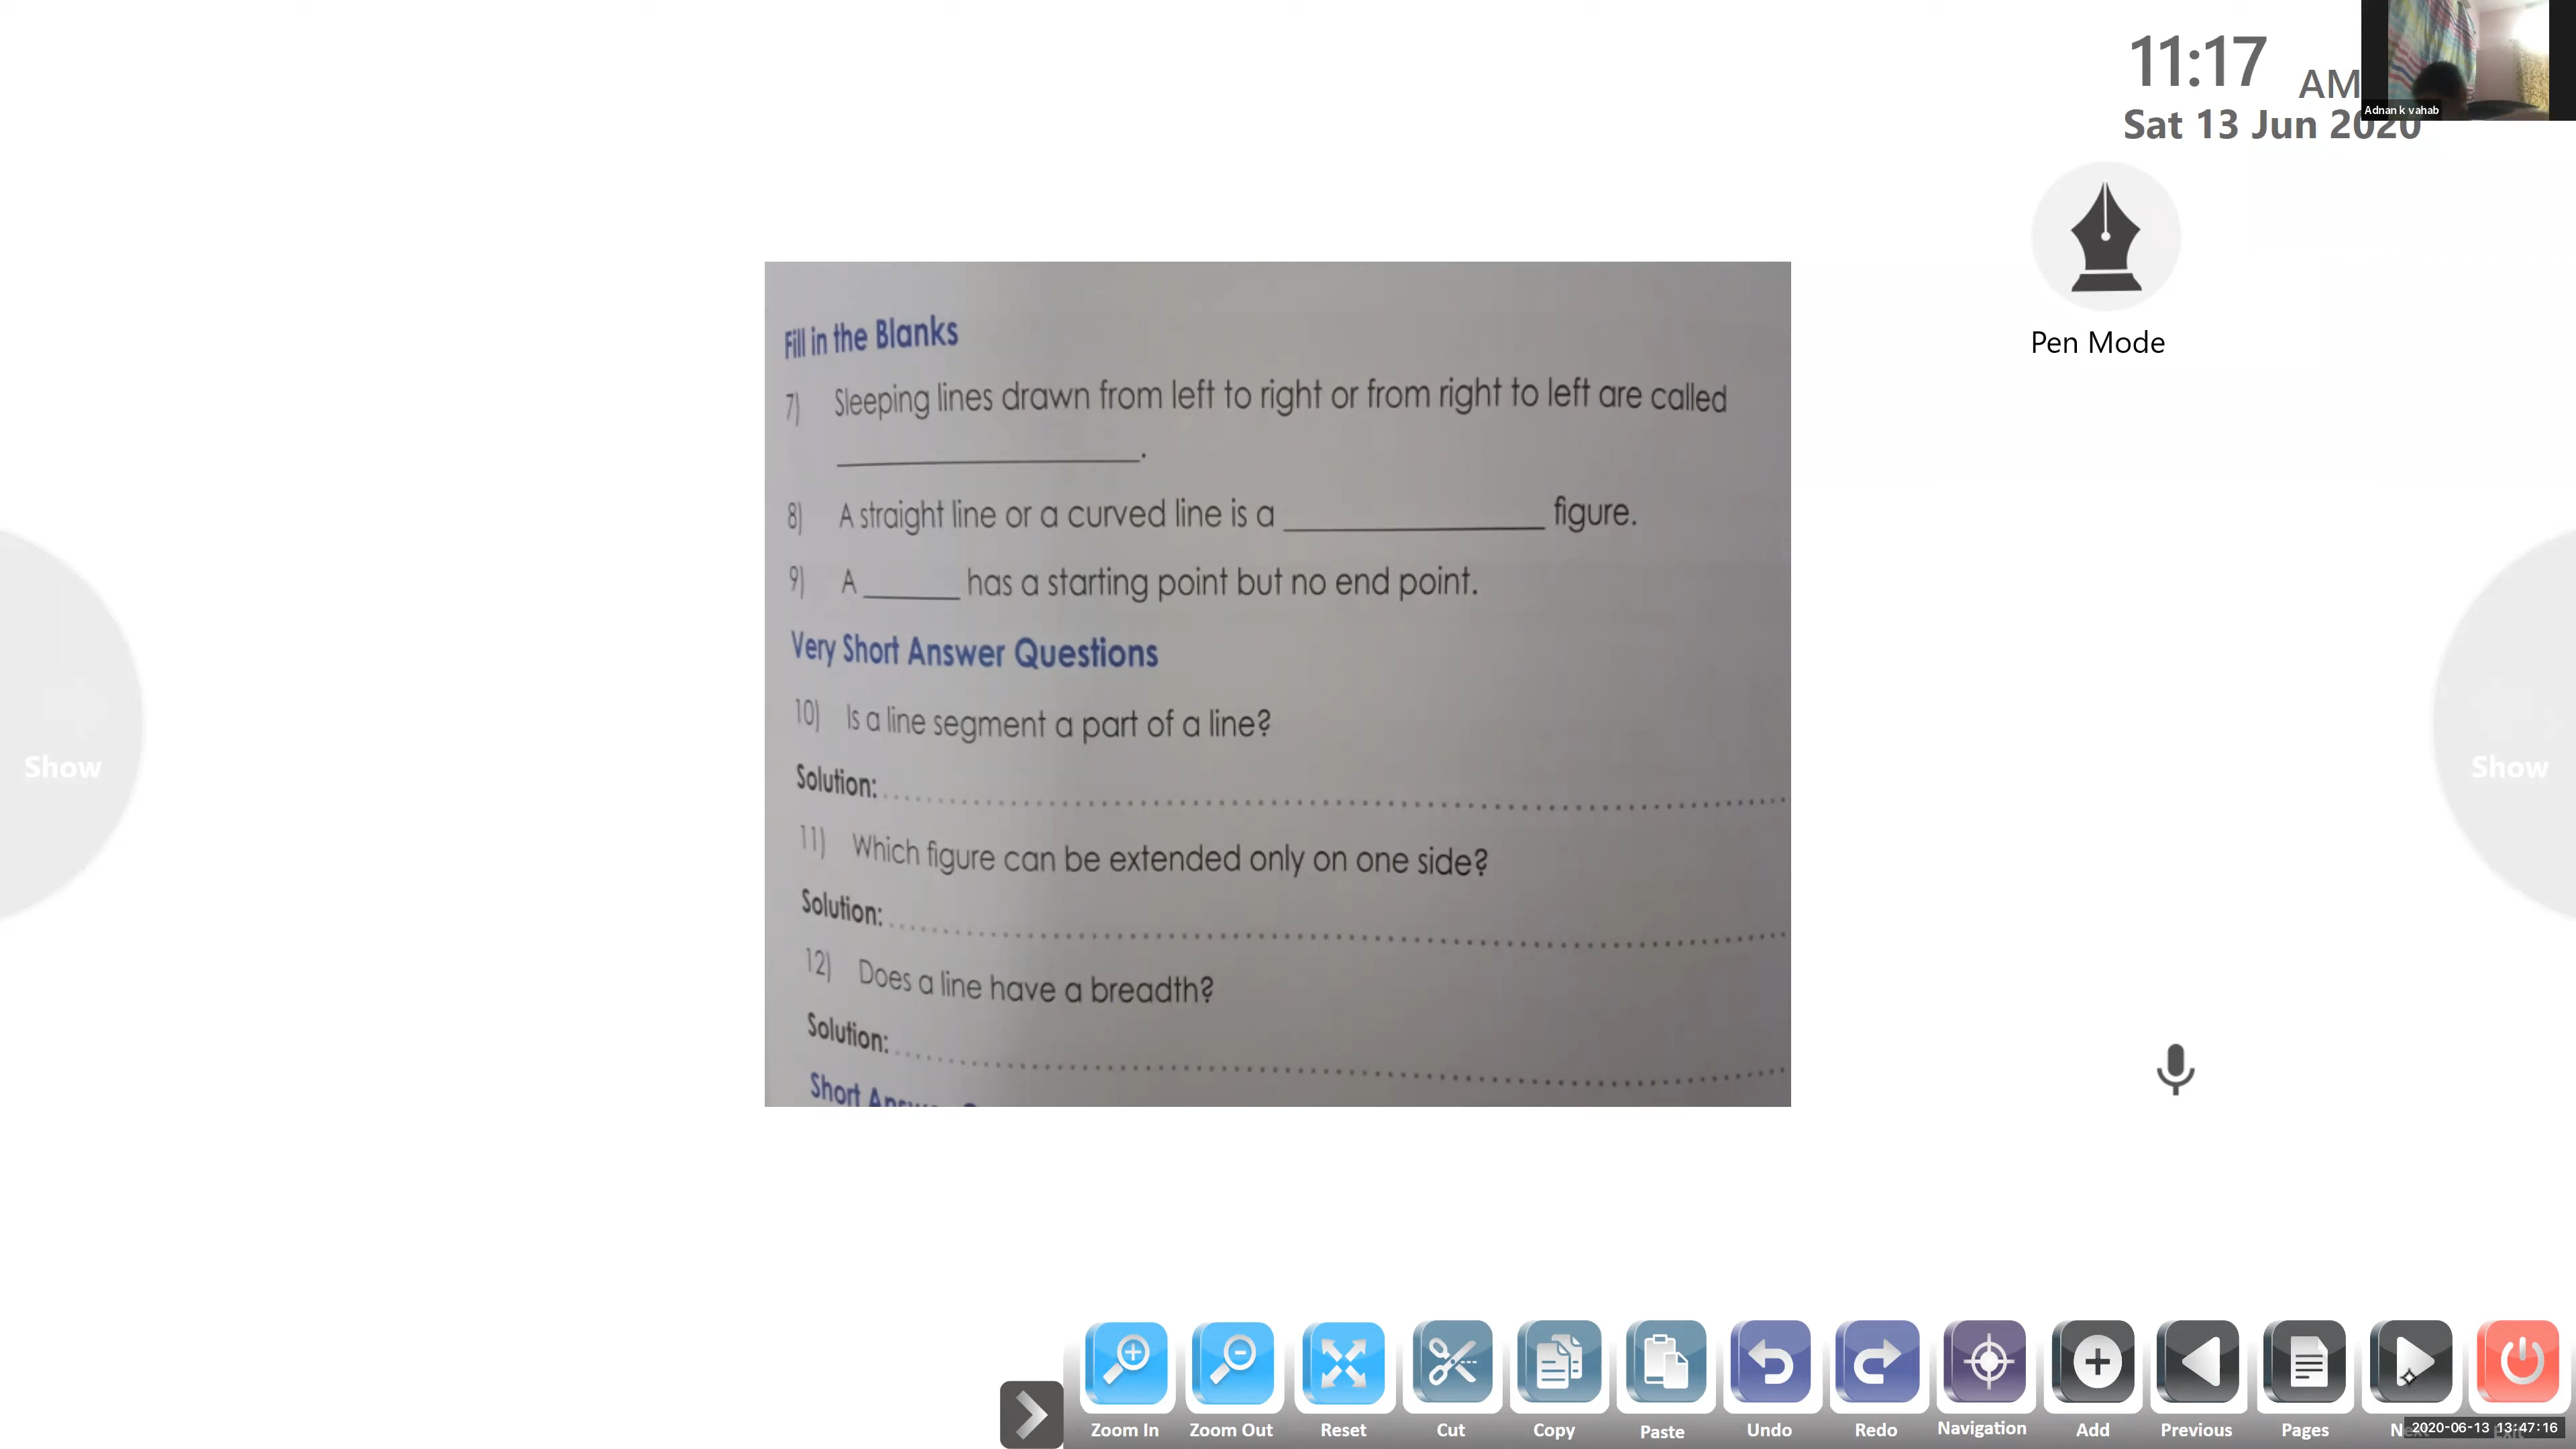 11:17 AM
Adnan k vahab
Sat 13 Jun 2020
Pen Mode
Fill in the Blanks
7) Sleeping lines drawn from left to right or from right to left are called
____________.
8) A straight line or a curved line is a ____________ figure.
9) A _____ has a starting point but no end point.
Very Short Answer Questions
10) Is a line segment a part of a line?
Solution:
11) Which figure can be extended only on one side?
Solution:
12) Does a line have a breadth?
Solution:
Short
Show
Show
Zoom In Zoom Out Reset Cut Copy Paste Undo Redo Navigation Add Previous Pages
2020-06-13 13:47:16